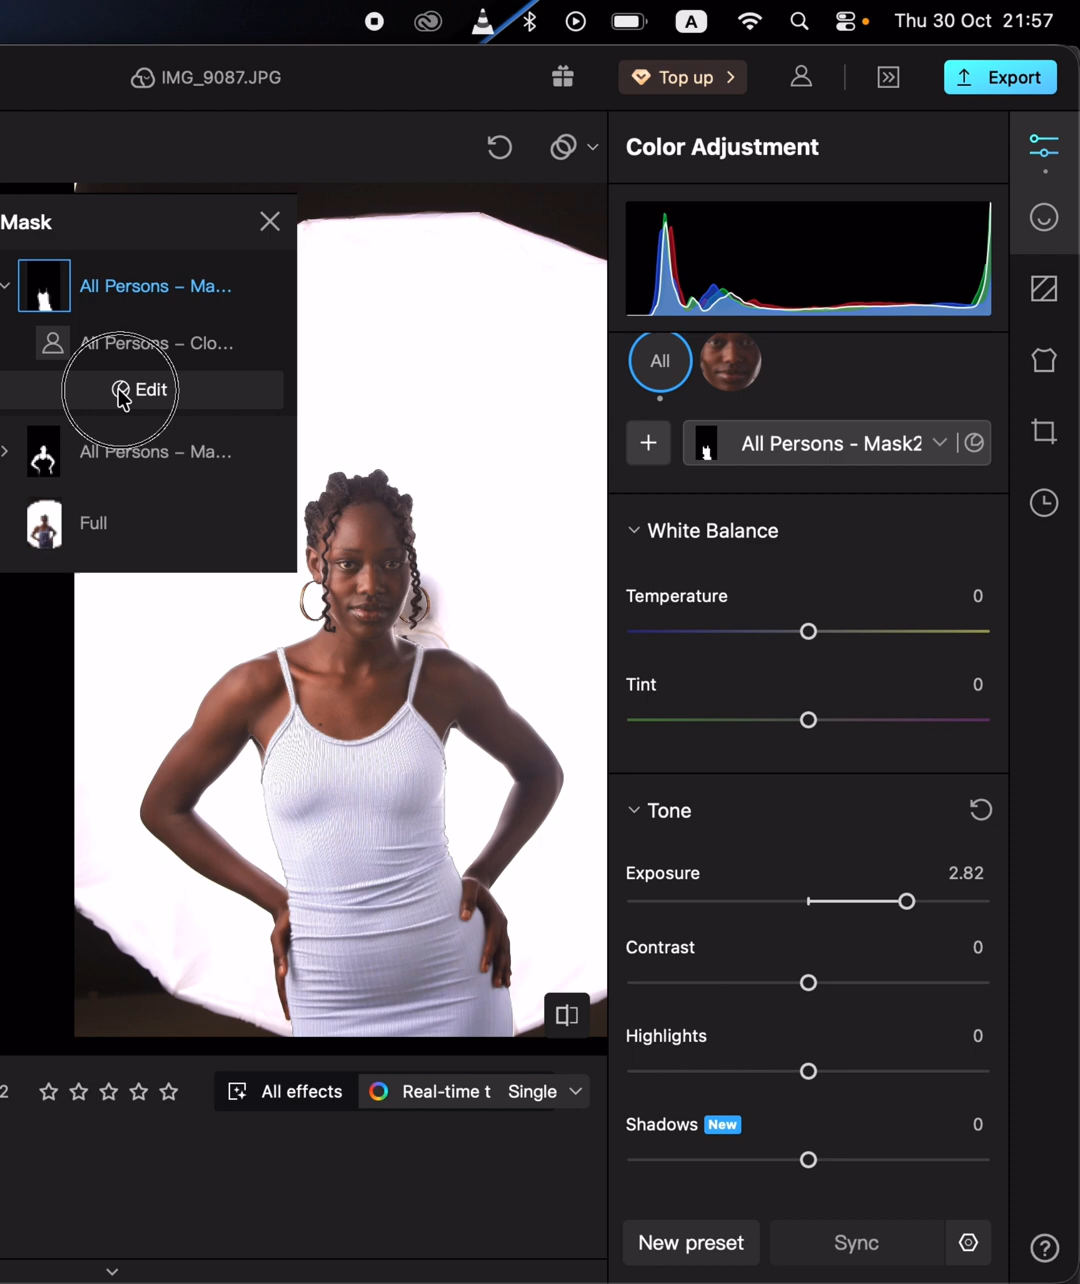 A
Thu 30 Oct 21:57
IMG_9087.JPG
Top up
Export
Color Adjustment
Mask
All Persons – Ma...
All Persons – Clo...
Edit
All Persons – Ma...
Full
All
All Persons - Mask2
White Balance
Temperature 0
Tint 0
Tone
Exposure 2.82
Contrast 0
Highlights 0
Shadows New 0
2
All effects
Real-time t
Single
New preset
Sync